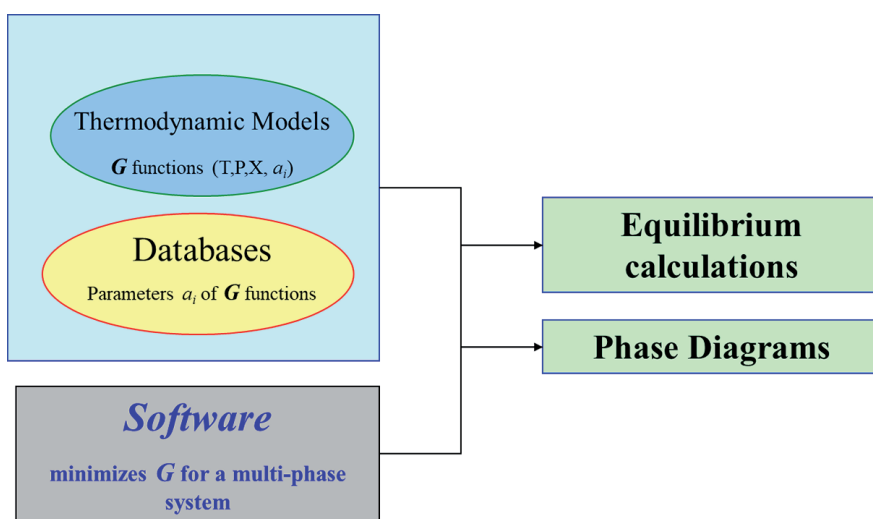 Thermodynamic Models
G functions (T,P,X, ai)
Databases
Parameters ai of G functions
Software
minimizes G for a multi-phase
system
Equilibrium
calculations
Phase Diagrams